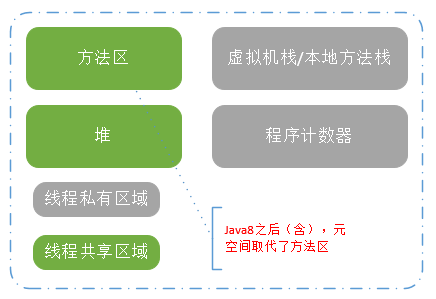 方法区
虚拟机栈/本地方法栈
堆
程序计数器
线程私有区域
线程共享区域
Java8之后（含），元
空间取代了方法区